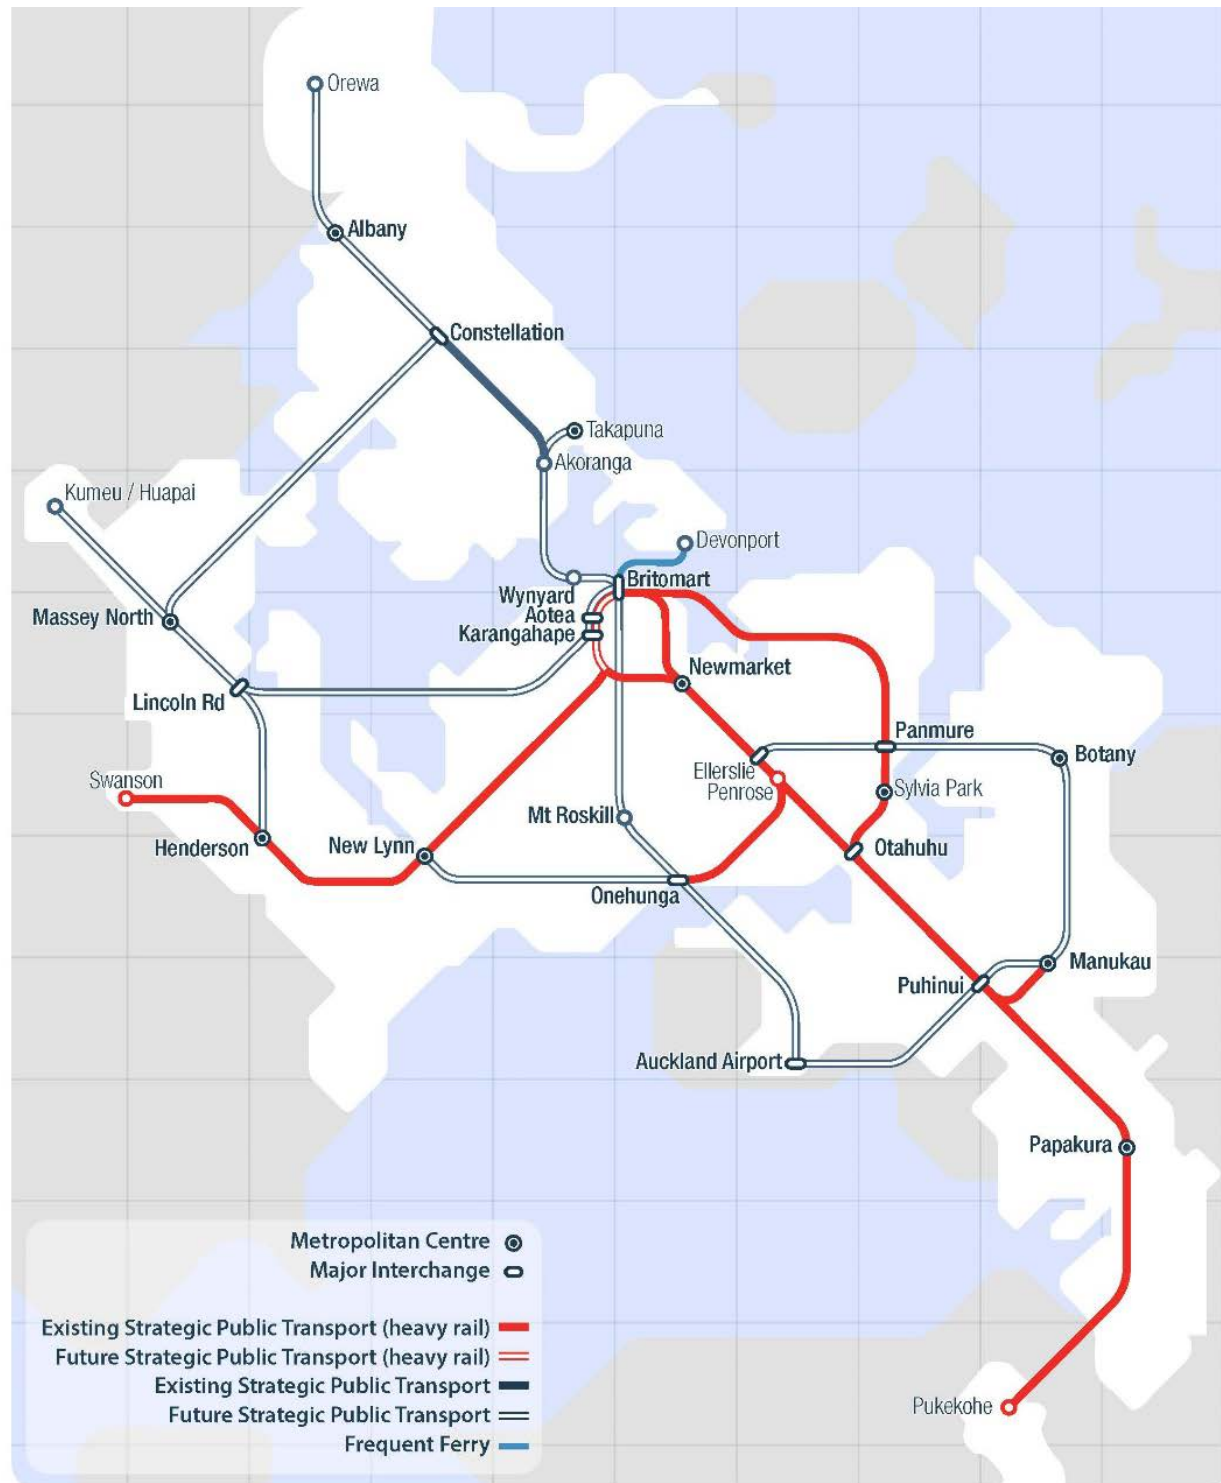 Orewa
Albany
Constellation
Takapuna
Akoranga
Kumeu / Huapai
Devonport
Britomart
Wynyard
Aotea
Karangahape
Massey North
Newmarket
Lincoln Rd
Panmure
Botany
Ellerslie
Penrose
Swanson
Sylvia Park
Mt Roskill
Henderson
New Lynn
Otahuhu
Onehunga
Manukau
Puhinui
Auckland Airport
Papakura
Metropolitan Centre
Major Interchange
Existing Strategic Public Transport (heavy rail)
Future Strategic Public Transport (heavy rail)
Existing Strategic Public Transport
Future Strategic Public Transport
Frequent Ferry
Pukekohe